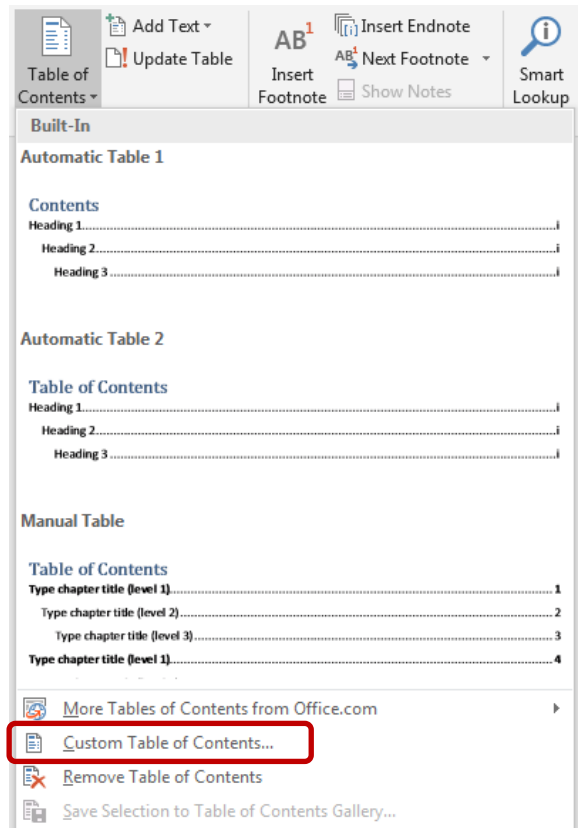 Add Text
Update Table
Table of
Contents
AB1
Insert
Footnote
[i] Insert Endnote
AB1 Next Footnote
Show Notes
i
Smart
Lookup
Built-In
Automatic Table 1
Contents
Heading 1...i
Heading 2...i
Heading 3...i
Automatic Table 2
Table of Contents
Heading 1...i
Heading 2...i
Heading 3...i
Manual Table
Table of Contents
Type chapter title (level 1)...1
Type chapter title (level 2)...2
Type chapter title (level 3)...3
Type chapter title (level 1)...4
More Tables of Contents from Office.com
Custom Table of Contents...
Remove Table of Contents
Save Selection to Table of Contents Gallery...